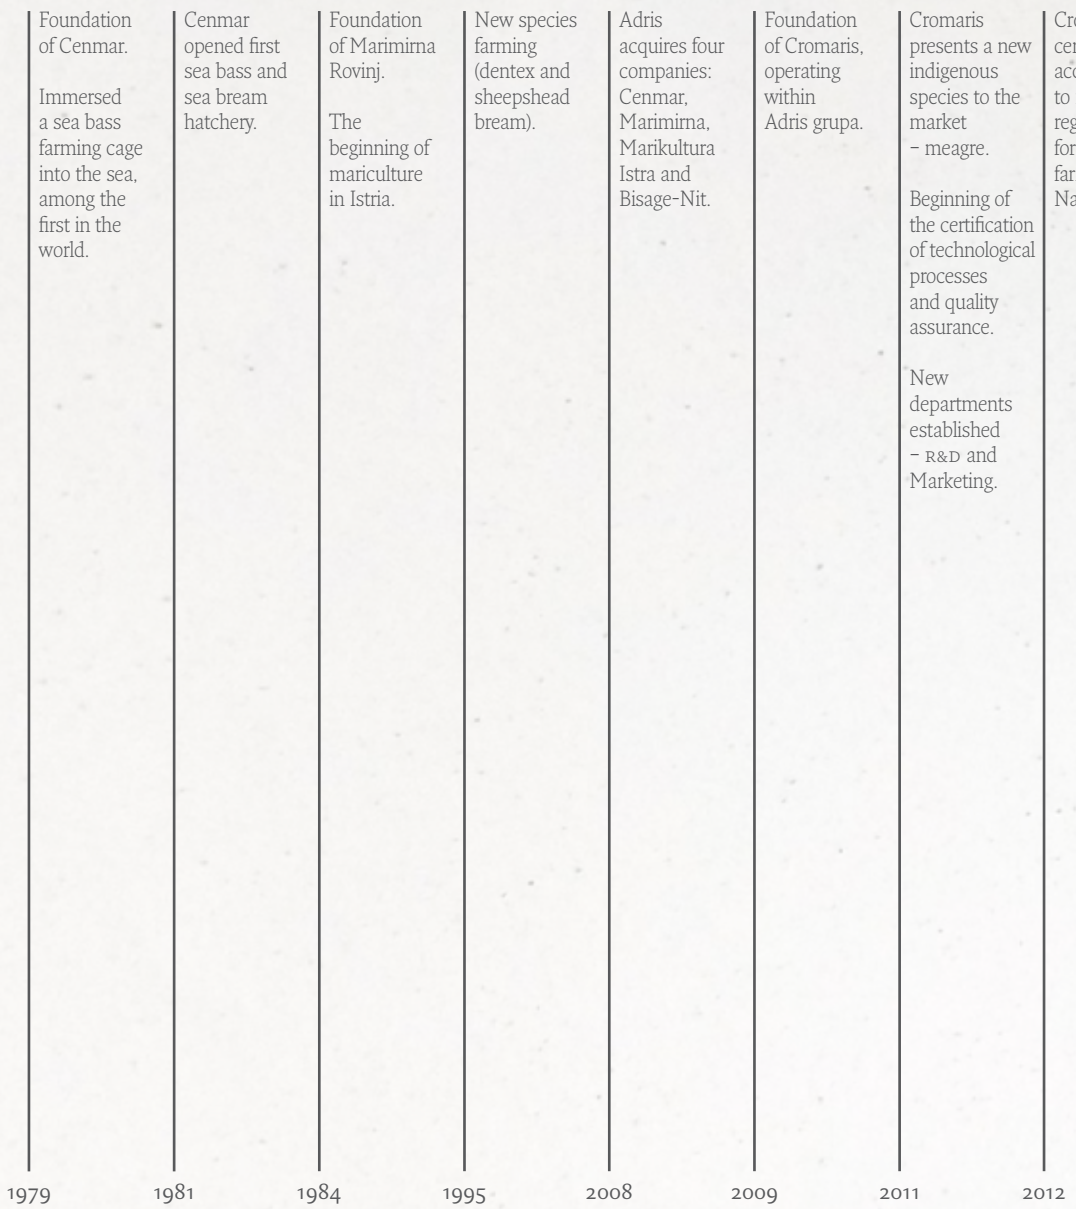 Foundation
of Cenmar.
Immersed
a sea bass
farming cage
into the sea,
among the
first in the
world.
Cenmar
opened first
sea bass and
sea bream
hatchery.
Foundation
of Marimirna
Rovinj.
The
beginning of
mariculture
in Istria.
New species
farming
(dentex and
sheepshead
bream).
Adris
acquires four
companies:
Cenmar,
Marimirna,
Marikultura
Istra and
Bisage-Nit.
Foundation
of Cromaris,
operating
within
Adris grupa.
Cromaris
presents a new
indigenous
species to the
market
– meagre.
Beginning of
the certification
of technological
processes
and quality
assurance.
New
departments
established
– R&D and
Marketing.
to
1979 1981 1984 1995 2008 2009 2011 2012